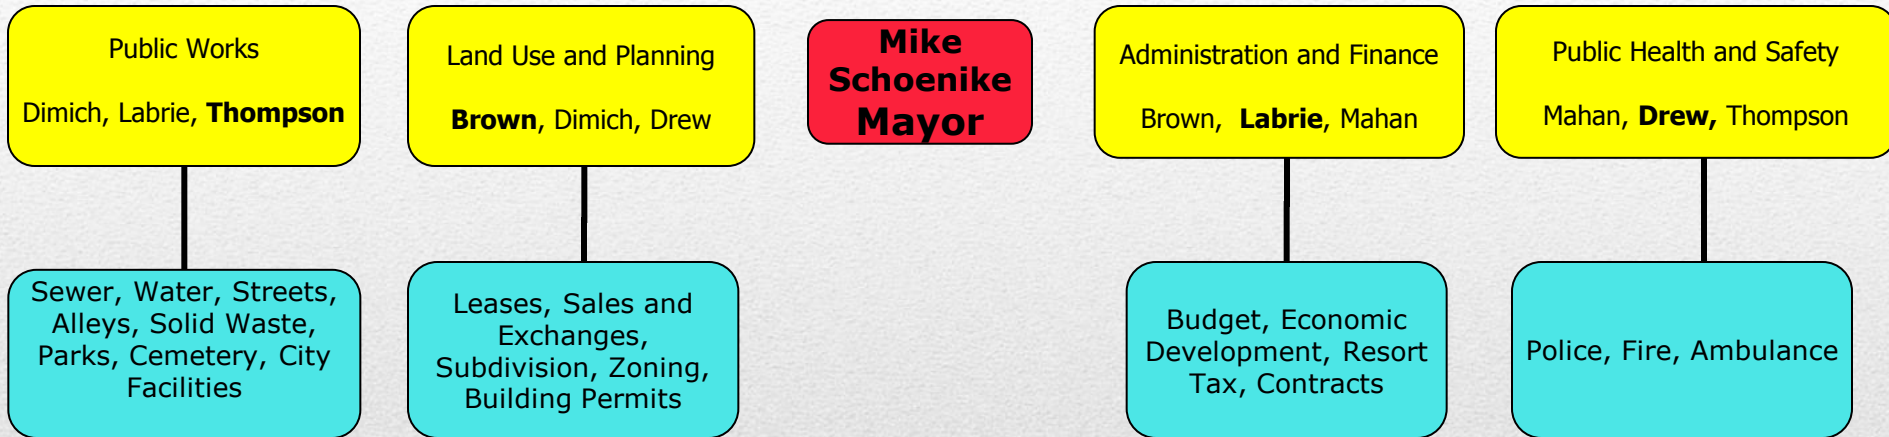 Public Works
Dimich, Labrie, Thompson
Land Use and Planning
Brown, Dimich, Drew
Mike
Schoenike
Mayor
Administration and Finance
Brown, Labrie, Mahan
Public Health and Safety
Mahan, Drew, Thompson
Sewer, Water, Streets,
Alleys, Solid Waste,
Parks, Cemetery, City
Facilities
Leases, Sales and
Exchanges,
Subdivision, Zoning,
Building Permits
Budget, Economic
Development, Resort
Tax, Contracts
Police, Fire, Ambulance